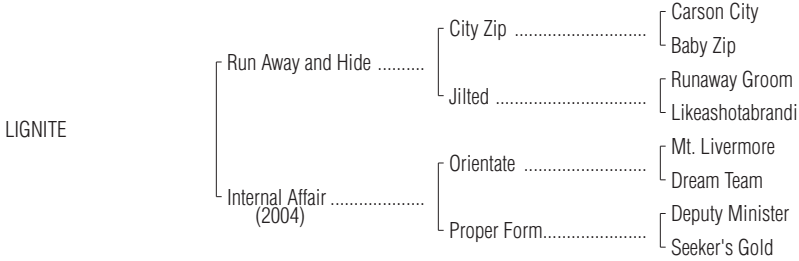 Carson City
City Zip ..........................
Baby Zip
Run Away and Hide ..........
Runaway Groom
Jilted ..............................
Likeashotabrandi
LIGNITE
Mt. Livermore
Orientate ........................
Dream Team
Internal Affair ...................
(2004)
Deputy Minister
Proper Form.....................
Seeker's Gold